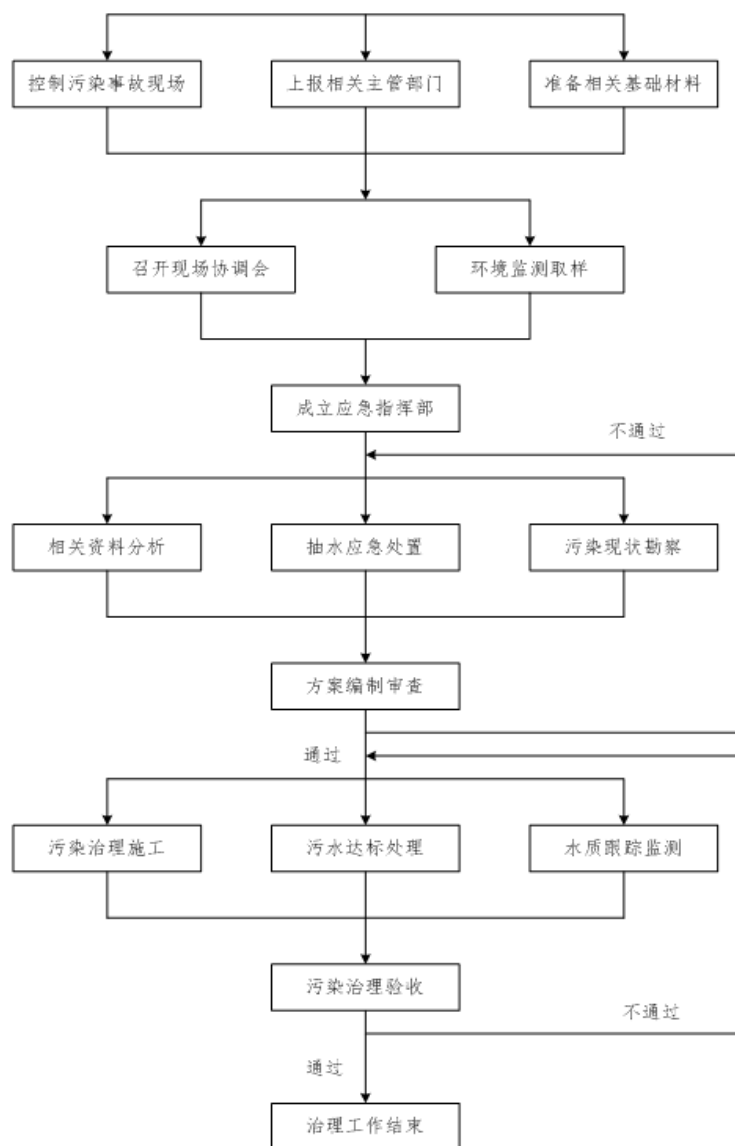 控制污染事故现场
上报相关主管部门
准备相关基础材料
召开现场协调会
环境监测取样
成立应急指挥部
不通过
相关资料分析
抽水应急处置
污染现状勘察
方案编制审查
通过
污染治理施工
污水达标处理
水质跟踪监测
污染治理验收
不通过
通过
治理工作结束